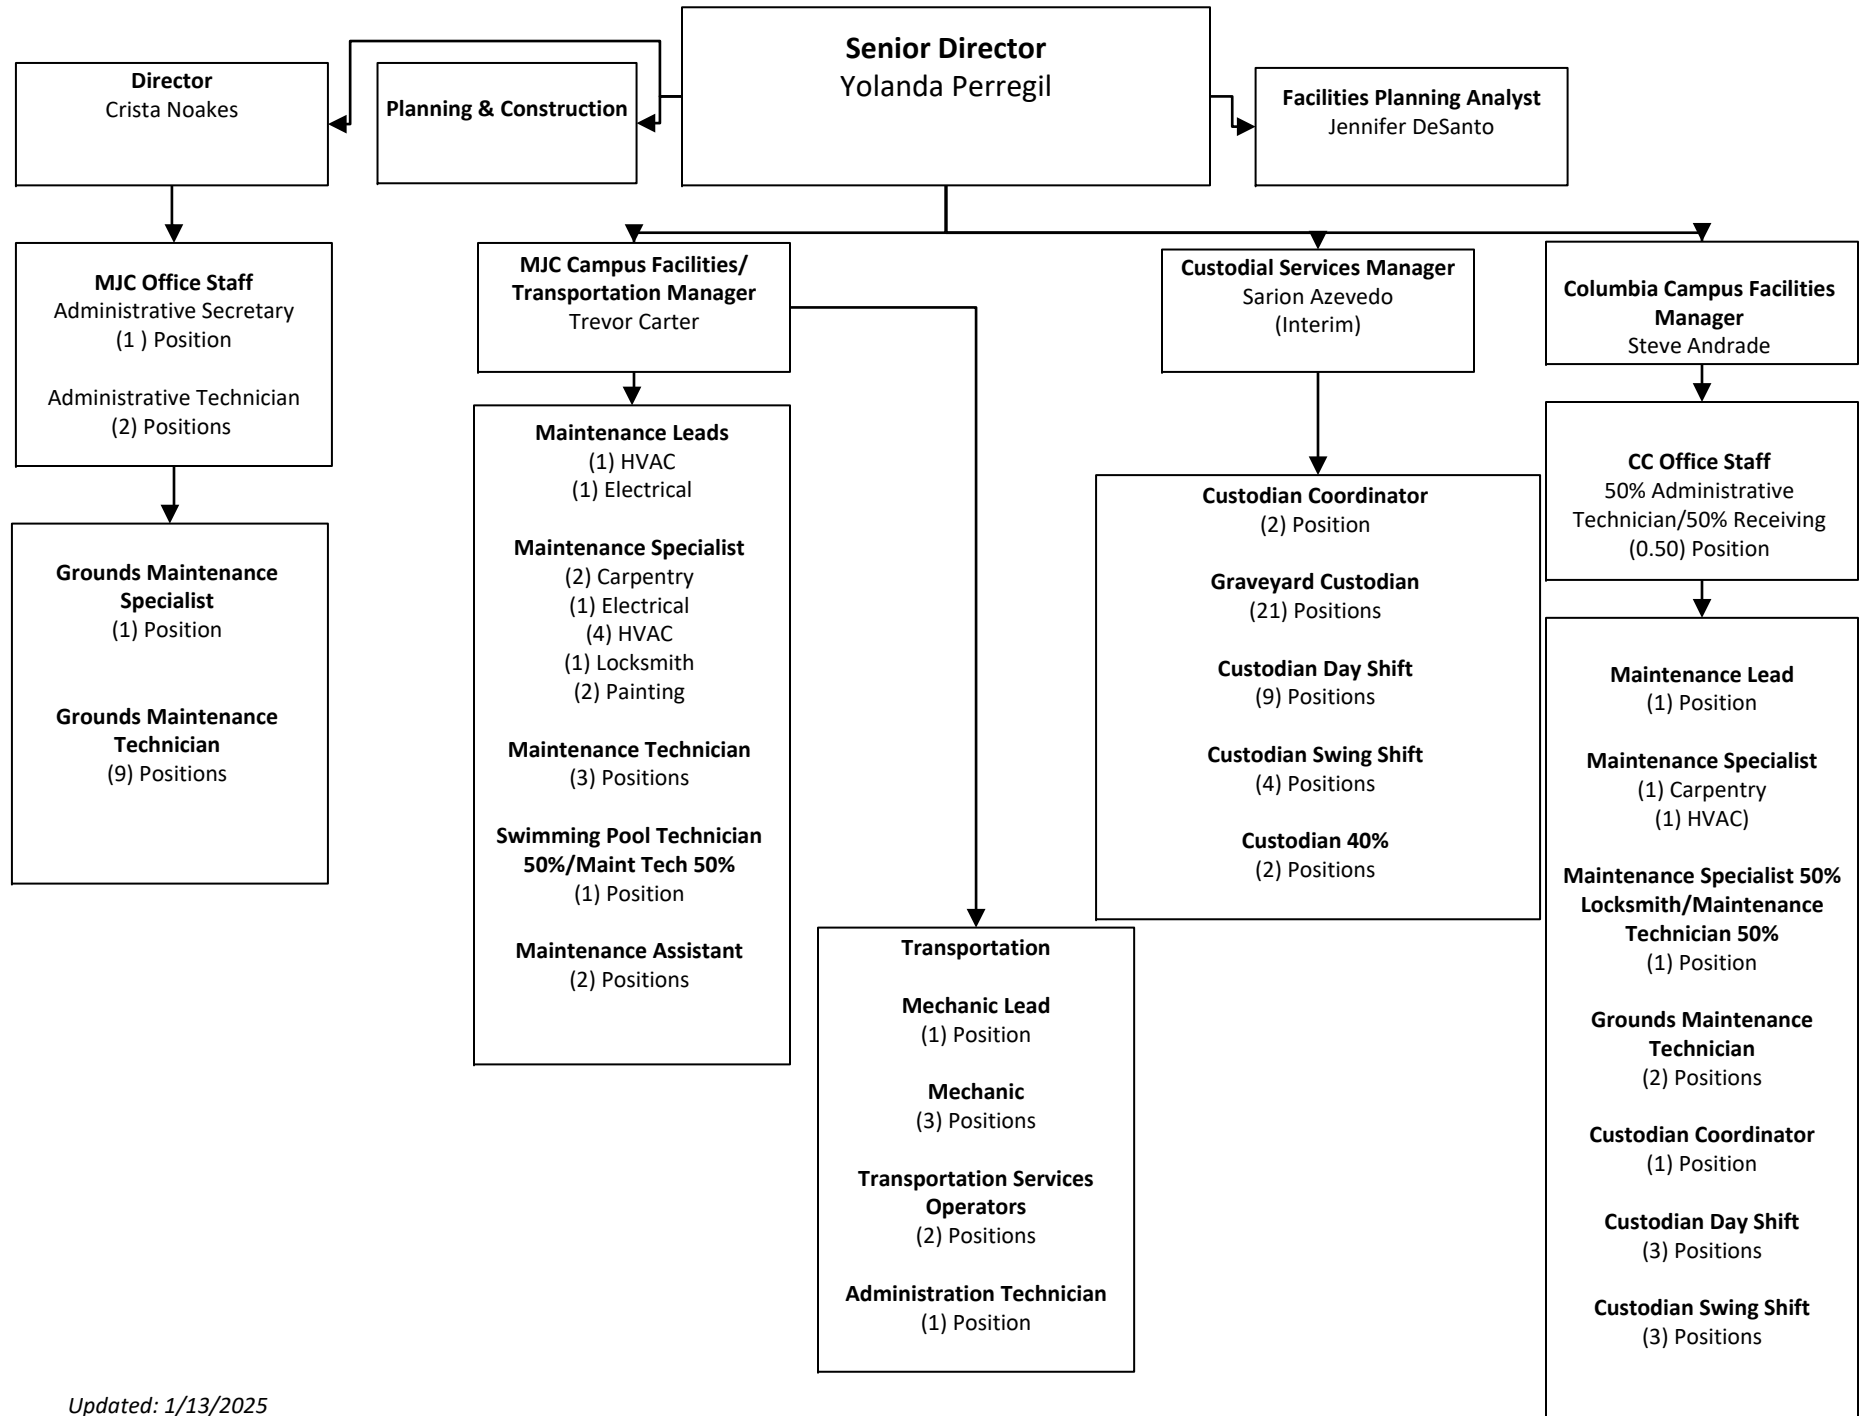 Senior Director
Yolanda Perregil
Director
Crista Noakes
Planning & Construction
Facilities Planning Analyst
Jennifer DeSanto
MJC Office Staff
Administrative Secretary
(1 ) Position
Administrative Technician
(2) Positions
Grounds Maintenance
Specialist
(1) Position
Grounds Maintenance
Technician
(9) Positions
MJC Campus Facilities/
Transportation Manager
Trevor Carter
Maintenance Leads
(1) HVAC
(1) Electrical
Maintenance Specialist
(2) Carpentry
(1) Electrical
(4) HVAC
(1) Locksmith
(2) Painting
Maintenance Technician
(3) Positions
Swimming Pool Technician
50%/Maint Tech 50%
(1) Position
Maintenance Assistant
(2) Positions
Transportation
Mechanic Lead
(1) Position
Mechanic
(3) Positions
Transportation Services
Operators
(2) Positions
Administration Technician
(1) Position
Custodial Services Manager
Sarion Azevedo
(Interim)
Custodian Coordinator
(2) Position
Graveyard Custodian
(21) Positions
Custodian Day Shift
(9) Positions
Custodian Swing Shift
(4) Positions
Custodian 40%
(2) Positions
Columbia Campus Facilities
Manager
Steve Andrade
CC Office Staff
50% Administrative
Technician/50% Receiving
(0.50) Position
Maintenance Lead
(1) Position
Maintenance Specialist
(1) Carpentry
(1) HVAC)
Maintenance Specialist 50%
Locksmith/Maintenance
Technician 50%
(1) Position
Grounds Maintenance
Technician
(2) Positions
Custodian Coordinator
(1) Position
Custodian Day Shift
(3) Positions
Custodian Swing Shift
(3) Positions
Updated: 1/13/2025